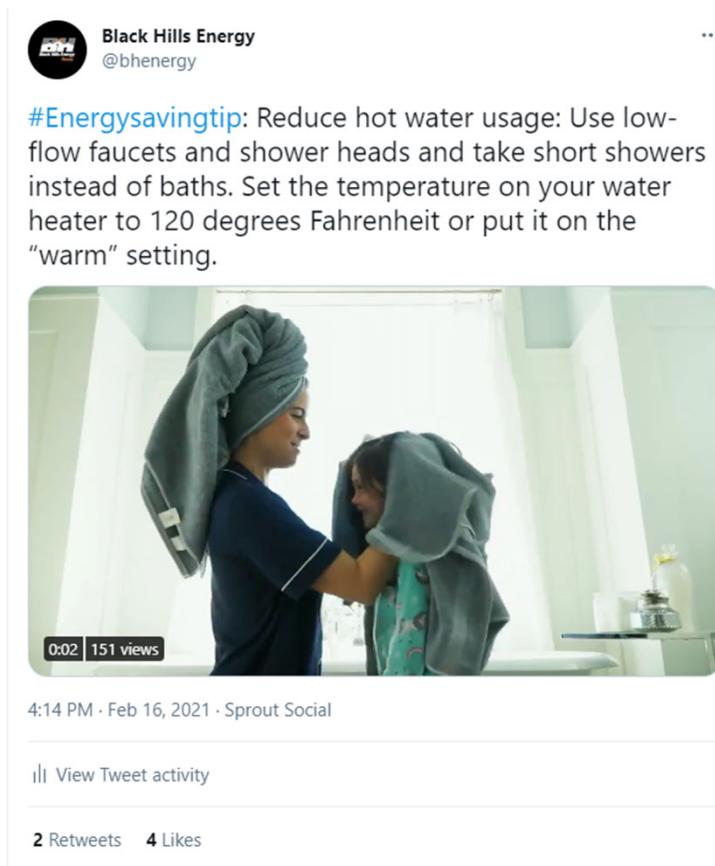 Black Hills Energy
@bhenergy
#Energysavingtip: Reduce hot water usage: Use low-
flow faucets and shower heads and take short showers
instead of baths. Set the temperature on your water
heater to 120 degrees Fahrenheit or put it on the
“warm” setting.
0:02 151 views
4:14 PM · Feb 16, 2021 · Sprout Social
View Tweet activity
2 Retweets 4 Likes